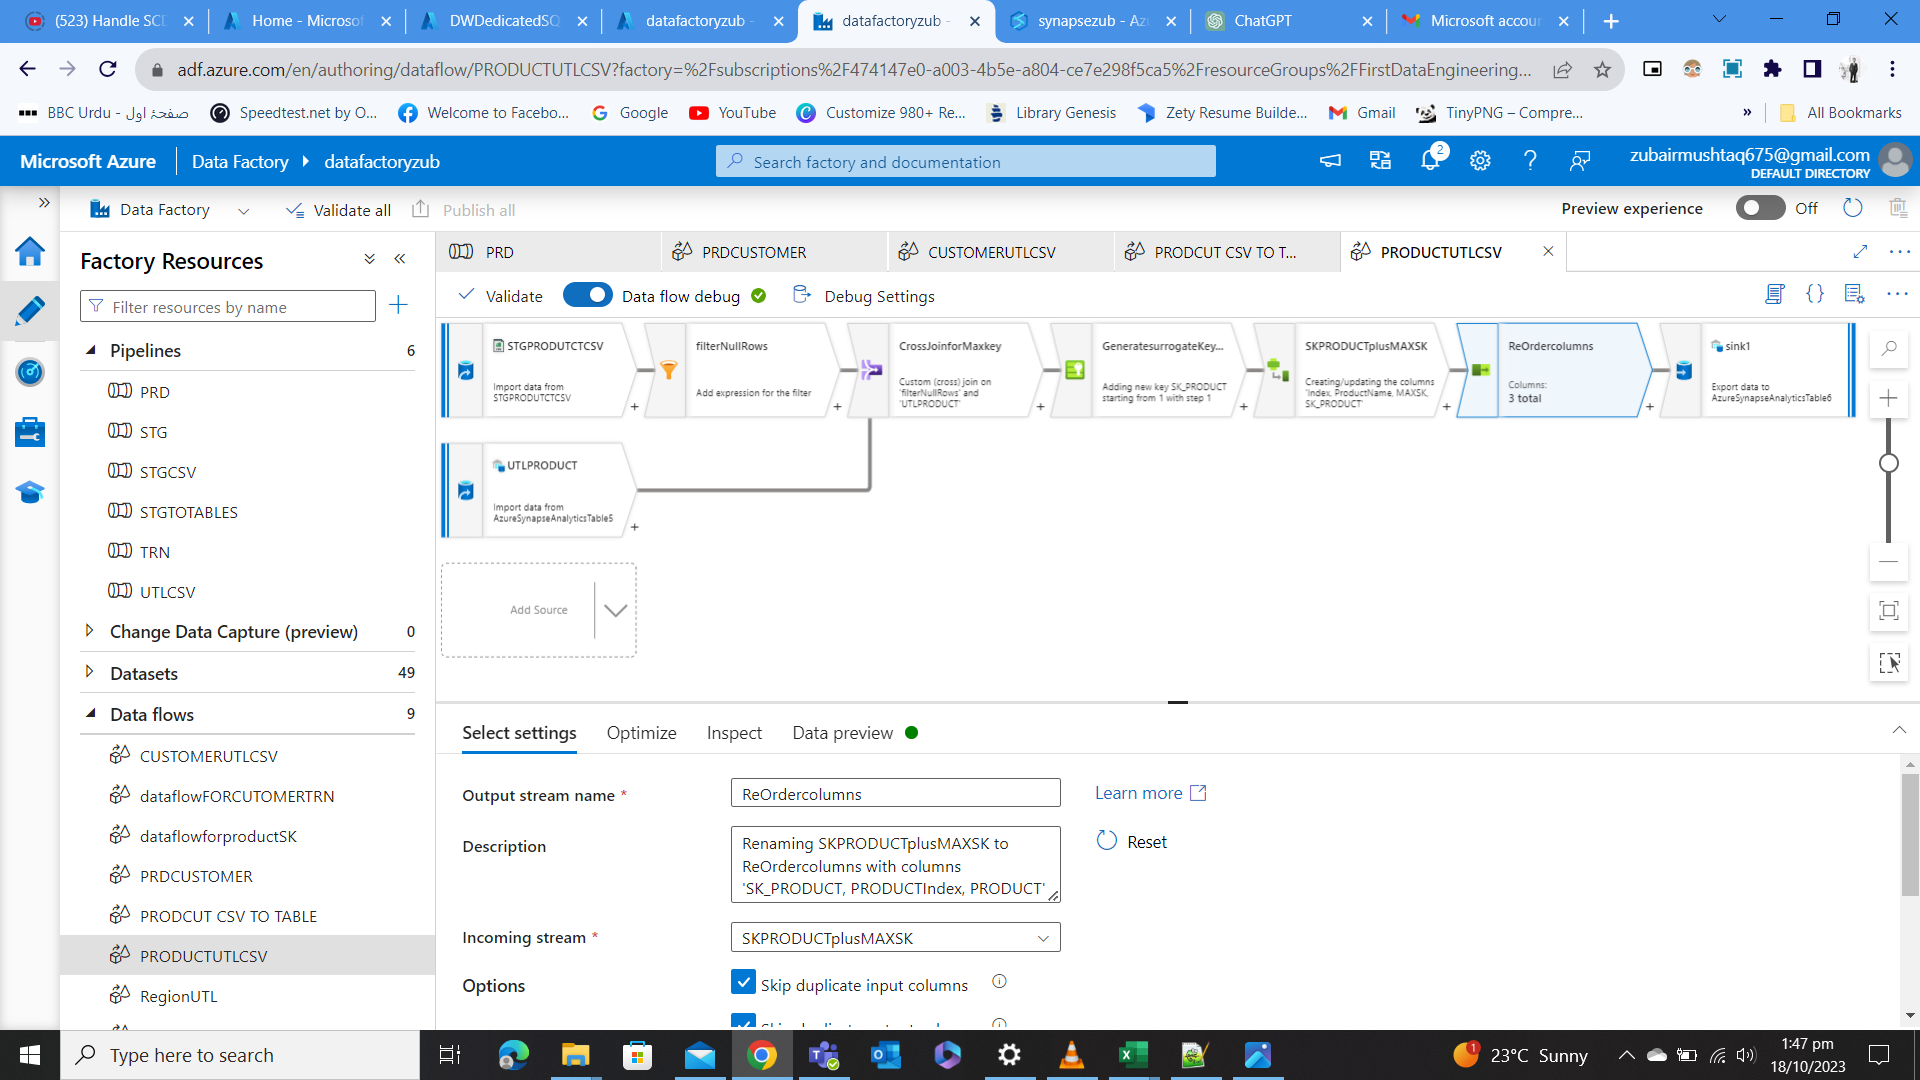 (523) Handle SCD
Home - Microsof
DWDedicatedSQ
datafactoryzub -
datafactoryzub -
synapsezub - Az
ChatGPT
Microsoft accou
adf.azure.com/en/authoring/dataflow/PRODUCTUTLCSV?factory=%2Fsubscriptions%2F474147e0-a003-4b5e-a804-ce7e298f5ca5%2FresourceGroups%2FFirstDataEngineering...
BBC Urdu - صفحۂ اول
Speedtest.net by O...
Welcome to Facebo...
Google
YouTube
Customize 980+ Re...
Library Genesis
Zety Resume Builde...
Gmail
TinyPNG – Compre...
»
All Bookmarks
Microsoft Azure
Data Factory
datafactoryzub
Search factory and documentation
2
zubairmushtaq675@gmail.com
DEFAULT DIRECTORY
Data Factory
Validate all
Publish all
Preview experience
Off
Factory Resources
Filter resources by name
Pipelines 6
PRD
STG
STGCSV
STGTOTABLES
TRN
UTLCSV
Change Data Capture (preview) 0
Datasets 49
Data flows 9
CUSTOMERUTLCSV
dataflowFORCUTOMERTRN
dataflowforproductSK
PRDCUSTOMER
PRODCUT CSV TO TABLE
PRODUCTUTLCSV
RegionUTL
PRD
PRDCUSTOMER
CUSTOMERUTLCSV
PRODCUT CSV TO T...
PRODUCTUTLCSV
Validate
Data flow debug
Debug Settings
STGPRODUTCTCSV
Import data from
STGPRODUTCTCSV
filterNullRows
Add expression for the filter
CrossJoinforMaxkey
Custom (cross) join on
'filterNullRows' and
'UTLPRODUCT'
GeneratesurrogateKey...
Adding new key SK_PRODUCT
starting from 1 with step 1
SKPRODUCTplusMAXSK
Creating/updating the columns
'Index, ProductName, MAXSK,
SK_PRODUCT'
ReOrdercolumns
Columns:
3 total
sink1
Export data to
AzureSynapseAnalyticsTable6
UTLPRODUCT
Import data from
AzureSynapseAnalyticsTable5
Add Source
Select settings
Optimize
Inspect
Data preview
Output stream name *
ReOrdercolumns
Learn more
Description
Renaming SKPRODUCTplusMAXSK to
ReOrdercolumns with columns
'SK_PRODUCT, PRODUCTIndex, PRODUCT'
Reset
Incoming stream *
SKPRODUCTplusMAXSK
Options
Skip duplicate input columns
Type here to search
1
23°C Sunny
1:47 pm
18/10/2023